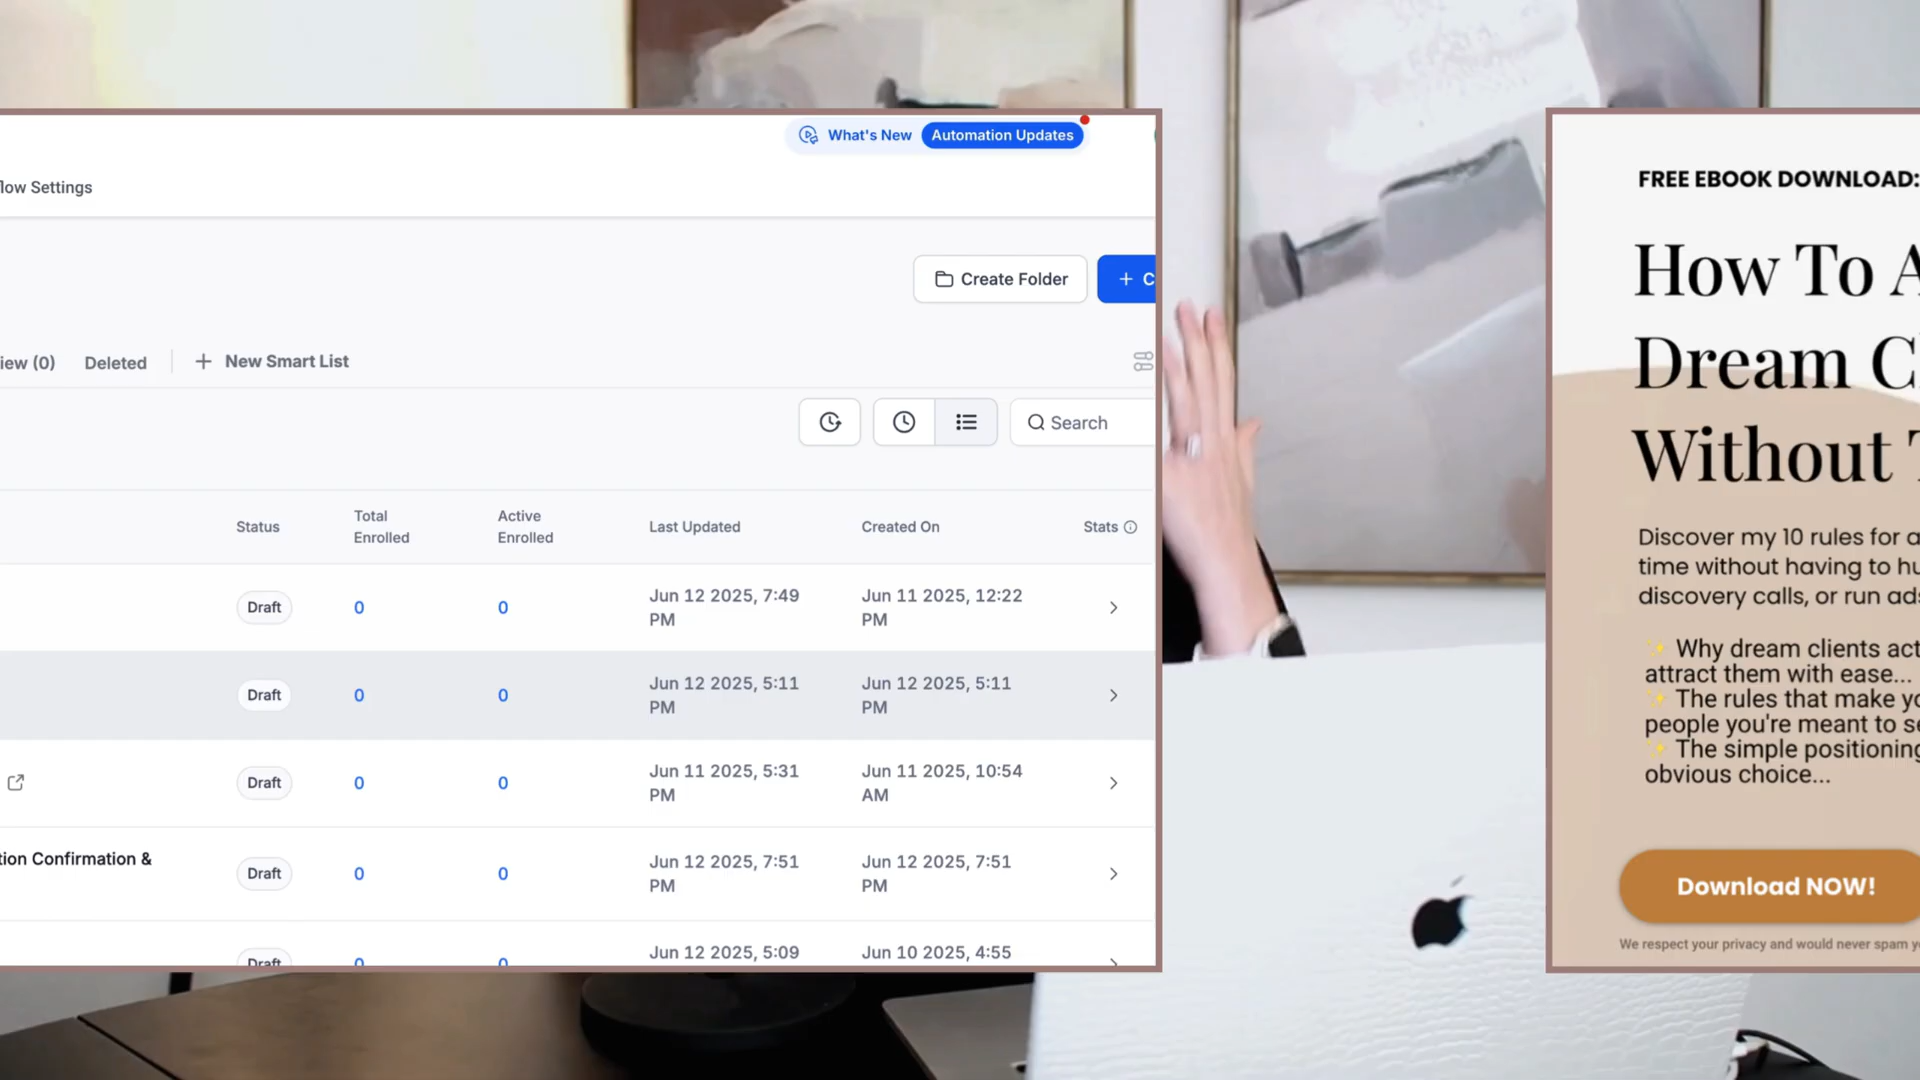 What's New
Automation Updates
low Settings
Create Folder
+ C
iew (0)
Deleted
+ New Smart List
Search
Status
Total
Enrolled
Active
Enrolled
Last Updated
Created On
Stats
Draft
0
0
Jun 12 2025, 7:49
PM
Jun 11 2025, 12:22
PM
Draft
0
0
Jun 12 2025, 5:11
PM
Jun 12 2025, 5:11
PM
Draft
0
0
Jun 11 2025, 5:31
PM
Jun 11 2025, 10:54
AM
tion Confirmation &
Draft
0
0
Jun 12 2025, 7:51
PM
Jun 12 2025, 7:51
PM
Draft
0
0
Jun 12 2025, 5:09
Jun 10 2025, 4:55
FREE EBOOK DOWNLOAD:
How To A
Dream C
Without T
Discover my 10 rules for a
time without having to hu
discovery calls, or run ads
✨ Why dream clients act
attract them with ease...
✨ The rules that make yo
people you're meant to se
✨ The simple positioning
obvious choice...
Download NOW!
We respect your privacy and would never spam y